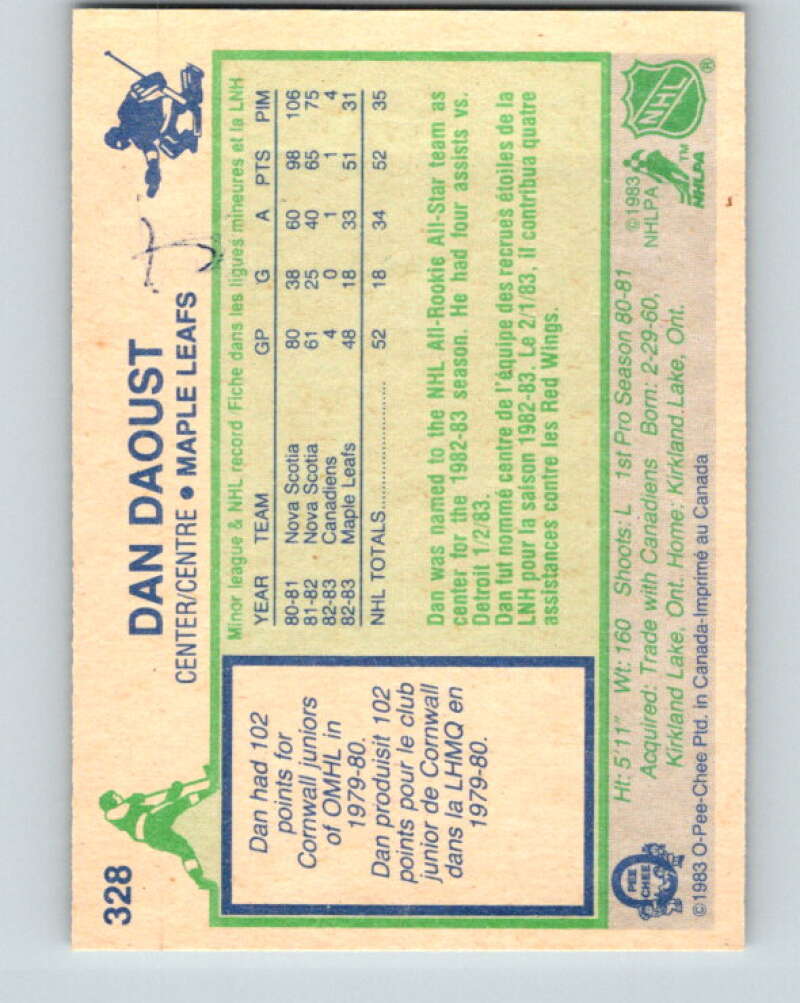 328
DAN DAOUST
CENTER/CENTRE • MAPLE LEAFS
Dan had 102
points for
Cornwall juniors
of OMHL in
1979-80.
Dan produisit 102
points pour le club
junior de Cornwall
dans la LHMQ en
1979-80.
Minor league & NHL record/Fiche dans les ligues mineures et la LNH
YEAR TEAM GP G A PTS PIM
80-81 Nova Scotia 80 38 60 98 106
81-82 Nova Scotia 61 25 40 65 75
82-83 Canadiens 4 0 1 1 4
82-83 Maple Leafs 48 18 33 51 31
NHL TOTALS 52 18 34 52 35
Dan was named to the NHL All-Rookie All-Star team as
center for the 1982-83 season. He had four assists vs.
Detroit 1/2/83.
Dan fut nommé centre de l'équipe des recrues étoiles de la
LNH pour la saison 1982-83. Le 2/1/83, il contribua quatre
assistances contre les Red Wings.
Ht: 5'11" Wt: 160 Shoots: L 1st Pro Season 80-81
Acquired: Trade with Canadiens Born: 2-29-60,
Kirkland Lake, Ont. Home: Kirkland Lake, Ont.
©1983 O-Pee-Chee Ptd. in Canada-Imprimé au Canada
O
PEE
CHEE
©1983
NHLPA
NHLPA
TM
NHL
®